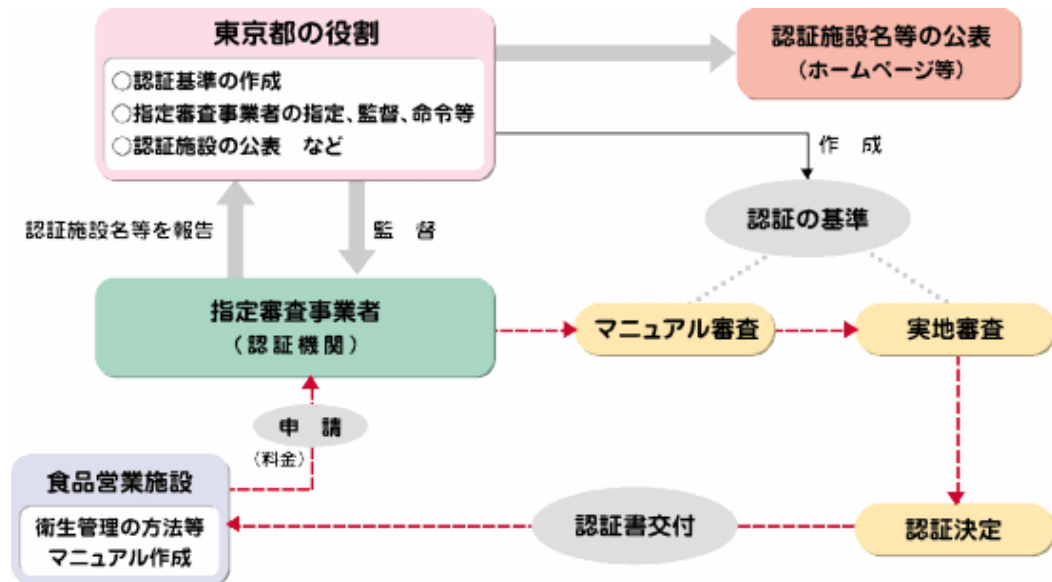 東京都の役割
○認証基準の作成
○指定審査事業者の指定、監督、命令等
○認証施設の公表 など
認証施設名等の公表
(ホームページ等)
作 成
認証の基準
認証施設名等を報告
監 督
指定審査事業者
(認証機関)
マニュアル審査
実地審査
申 請
(料金)
食品営業施設
衛生管理の方法等
マニュアル作成
認証書交付
認証決定